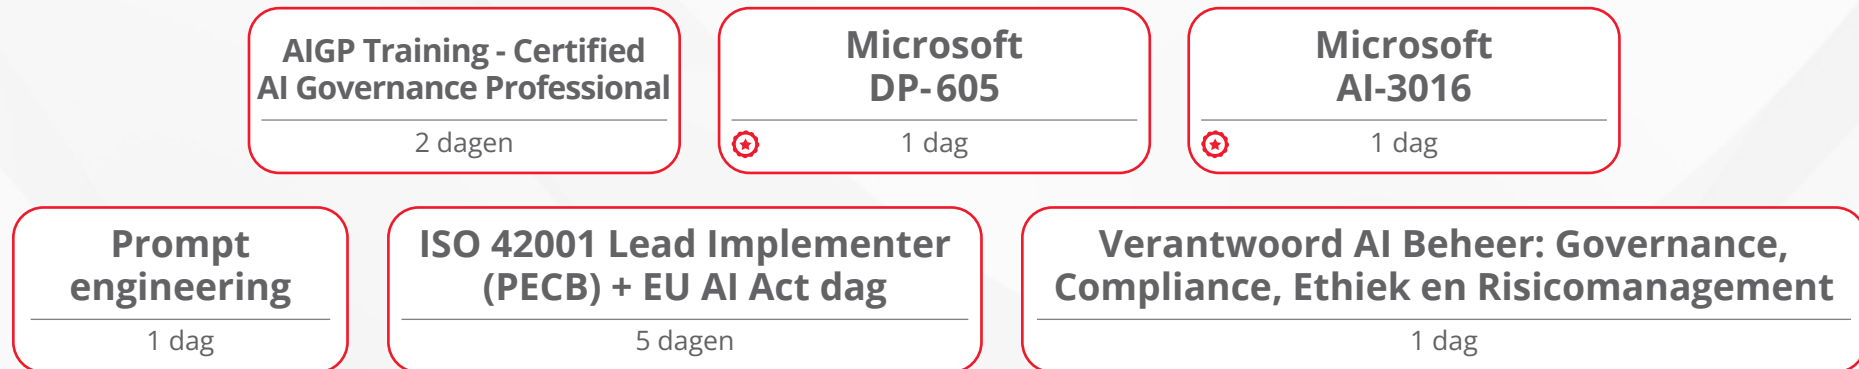 AIGP Training - Certified
AI Governance Professional
2 dagen
Microsoft
DP-605
1 dag
Microsoft
AI-3016
1 dag
Prompt
engineering
1 dag
ISO 42001 Lead Implementer
(PECB) + EU AI Act dag
5 dagen
Verantwoord AI Beheer: Governance,
Compliance, Ethiek en Risicomanagement
1 dag